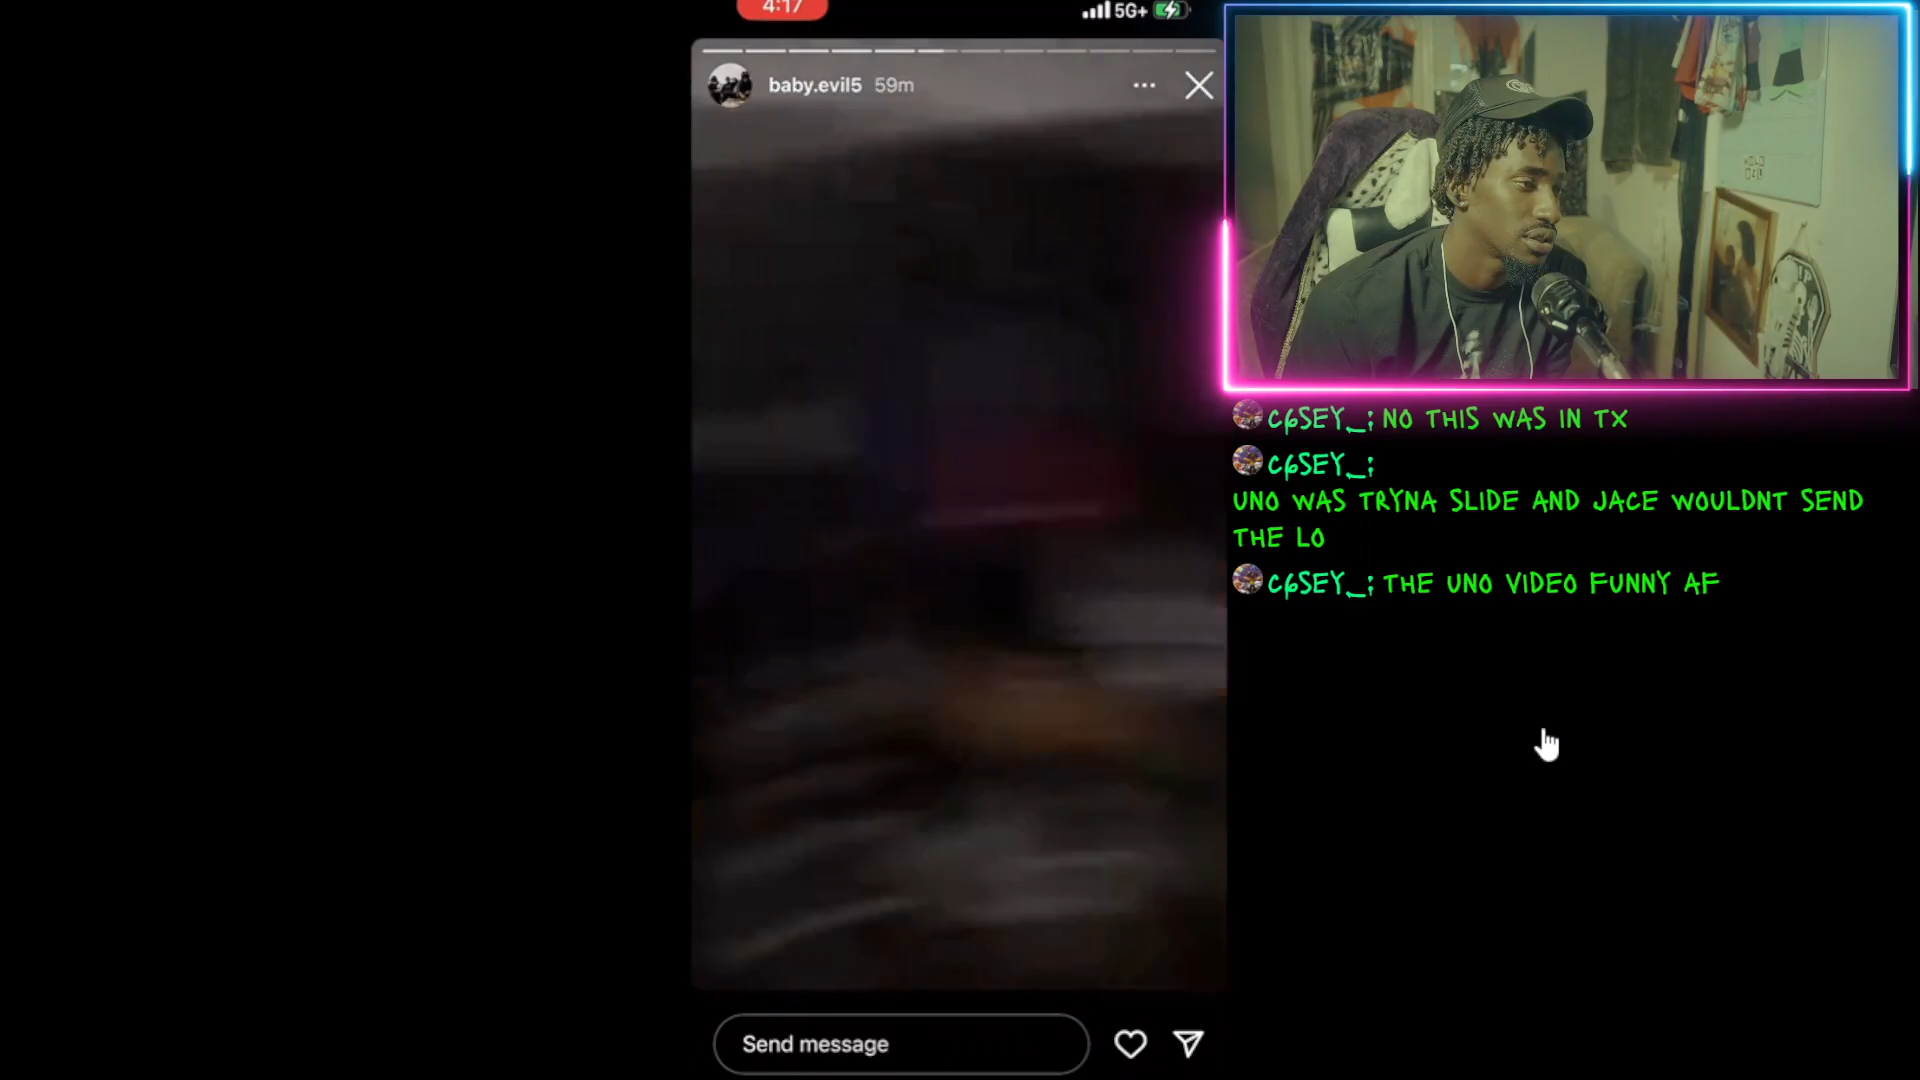 4:17
5G+
baby.evil5 59m
C6SEY_: NO THIS WAS IN TX
C6SEY_:
UNO WAS TRYNA SLIDE AND JACE WOULDNT SEND
THE LO
C6SEY_: THE UNO VIDEO FUNNY AF
Send message